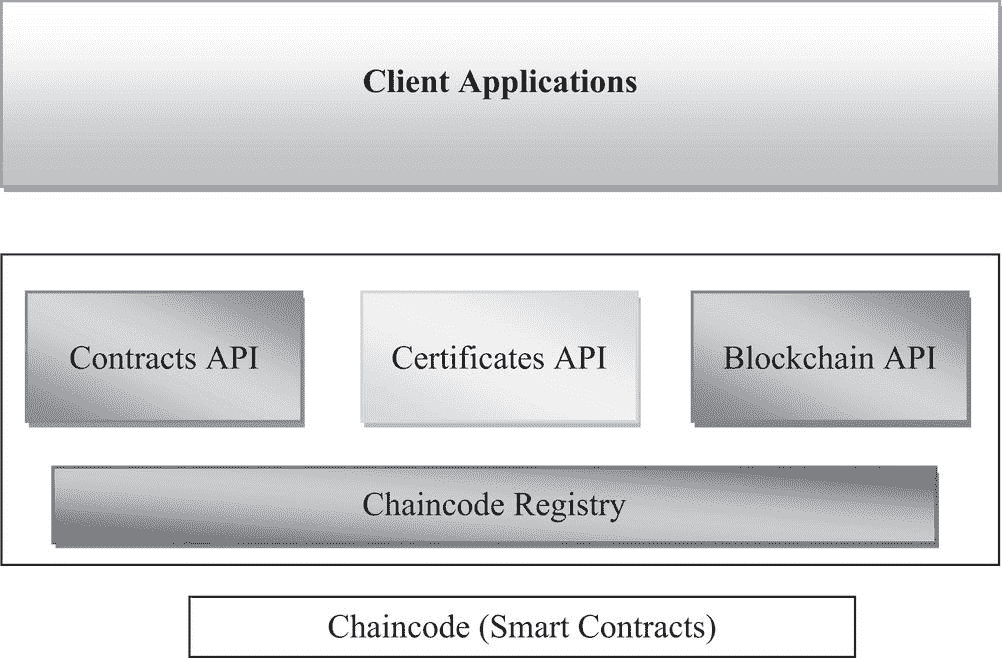 Client Applications
Contracts API
Certificates API
Blockchain API
Chaincode Registry
Chaincode (Smart Contracts)